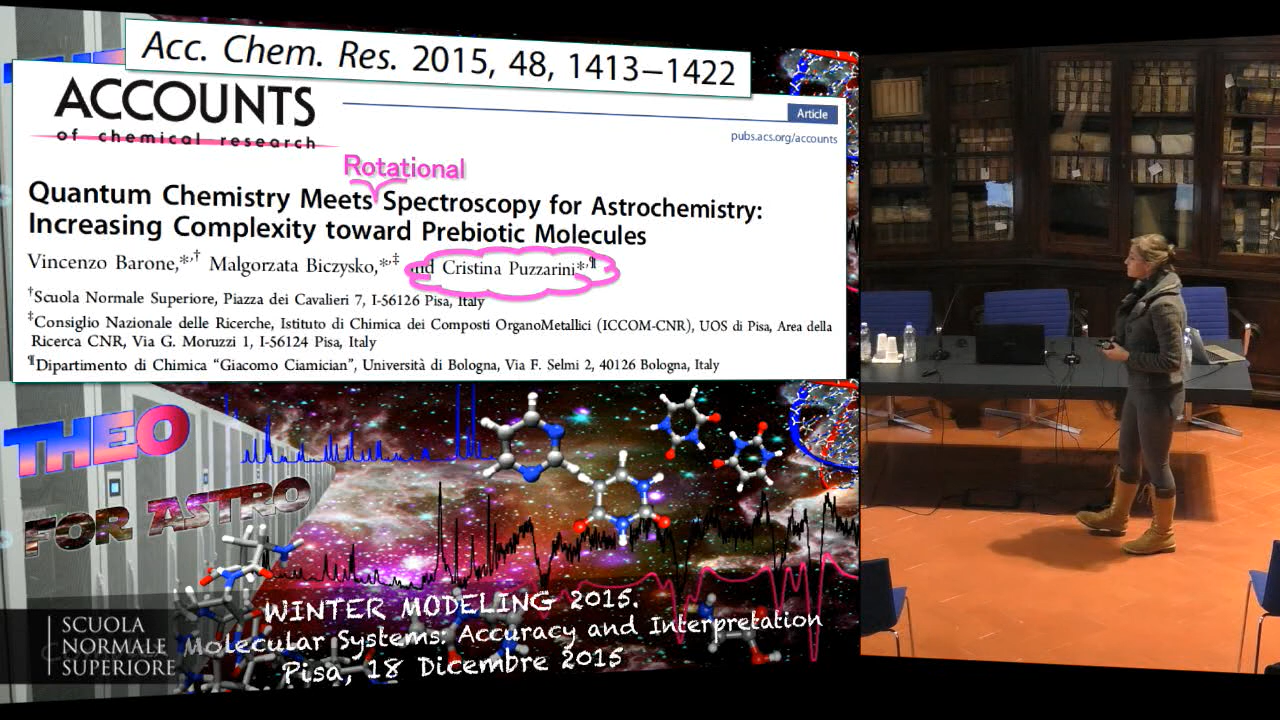 Acc. Chem. Res. 2015, 48, 1413–1422
ACCOUNTS
of chemical research
Article
pubs.acs.org/accounts
Rotational
Quantum Chemistry Meets Spectroscopy for Astrochemistry:
Increasing Complexity toward Prebiotic Molecules
Vincenzo Barone,*,† Malgorzata Biczysko,*,‡ and Cristina Puzzarini*,¶
†Scuola Normale Superiore, Piazza dei Cavalieri 7, I-56126 Pisa, Italy
‡Consiglio Nazionale delle Ricerche, Istituto di Chimica dei Composti OrganoMetallici (ICCOM-CNR), UOS di Pisa, Area della
Ricerca CNR, Via G. Moruzzi 1, I-56124 Pisa, Italy
¶Dipartimento di Chimica “Giacomo Ciamician”, Università di Bologna, Via F. Selmi 2, 40126 Bologna, Italy
THEO
FOR ASTRO
WINTER MODELING 2015.
Molecular Systems: Accuracy and Interpretation
Pisa, 18 Dicembre 2015
SCUOLA
NORMALE
SUPERIORE